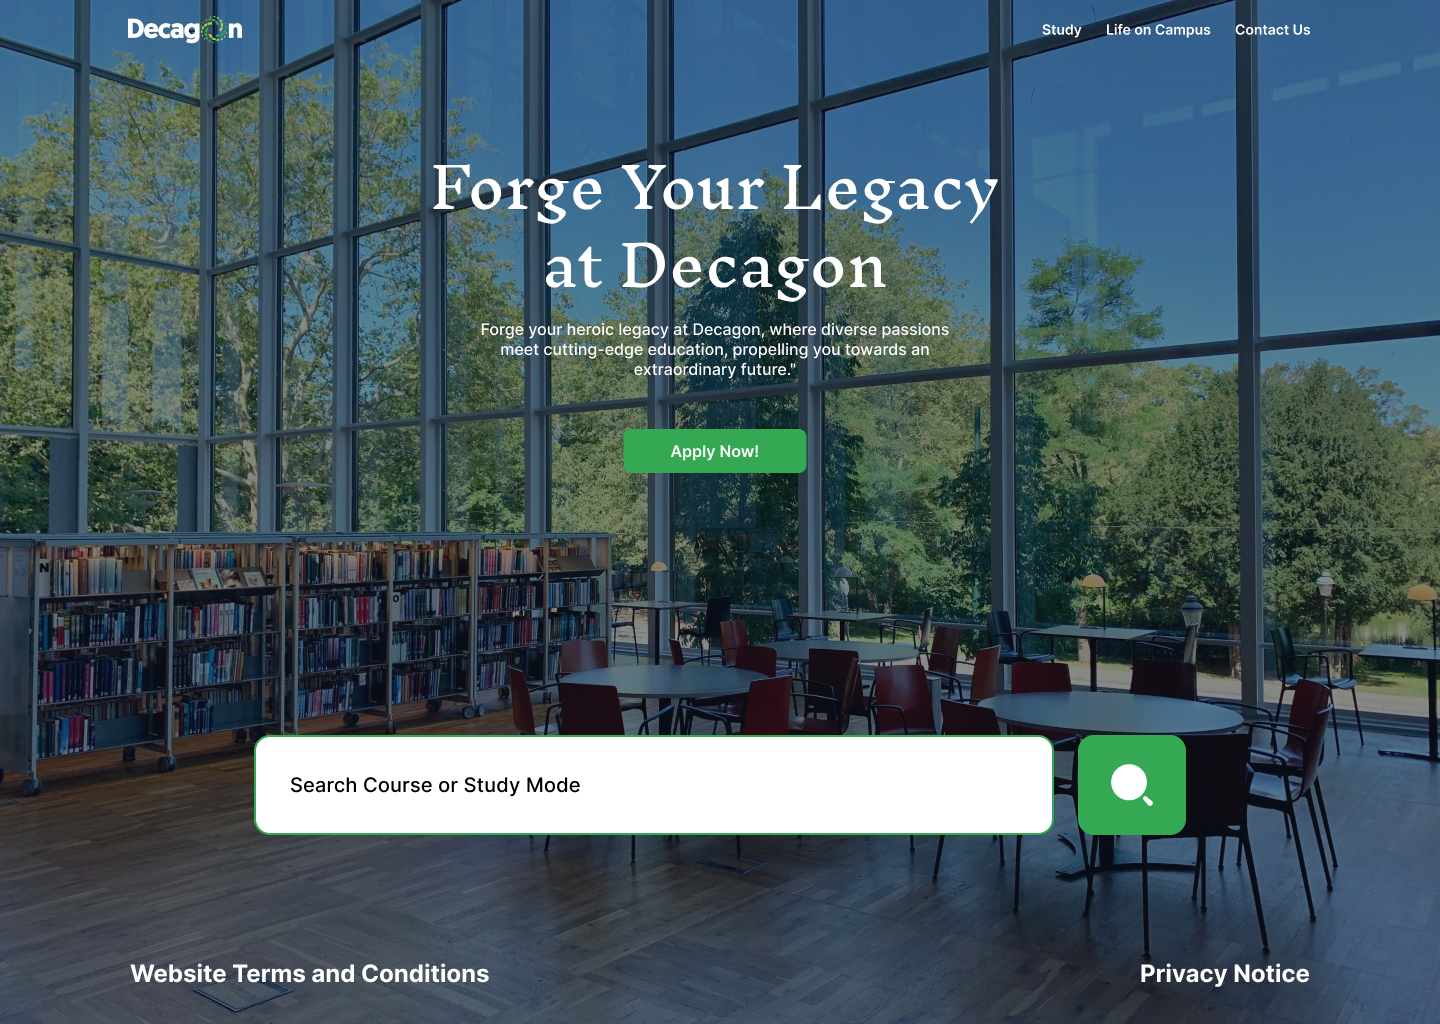 Decagon
Study
Life on Campus
Contact Us
Forge Your Legacy
at Decagon
Forge your heroic legacy at Decagon, where diverse passions
meet cutting-edge education, propelling you towards an
extraordinary future."
Apply Now!
N
Search Course or Study Mode
Website Terms and Conditions
Privacy Notice